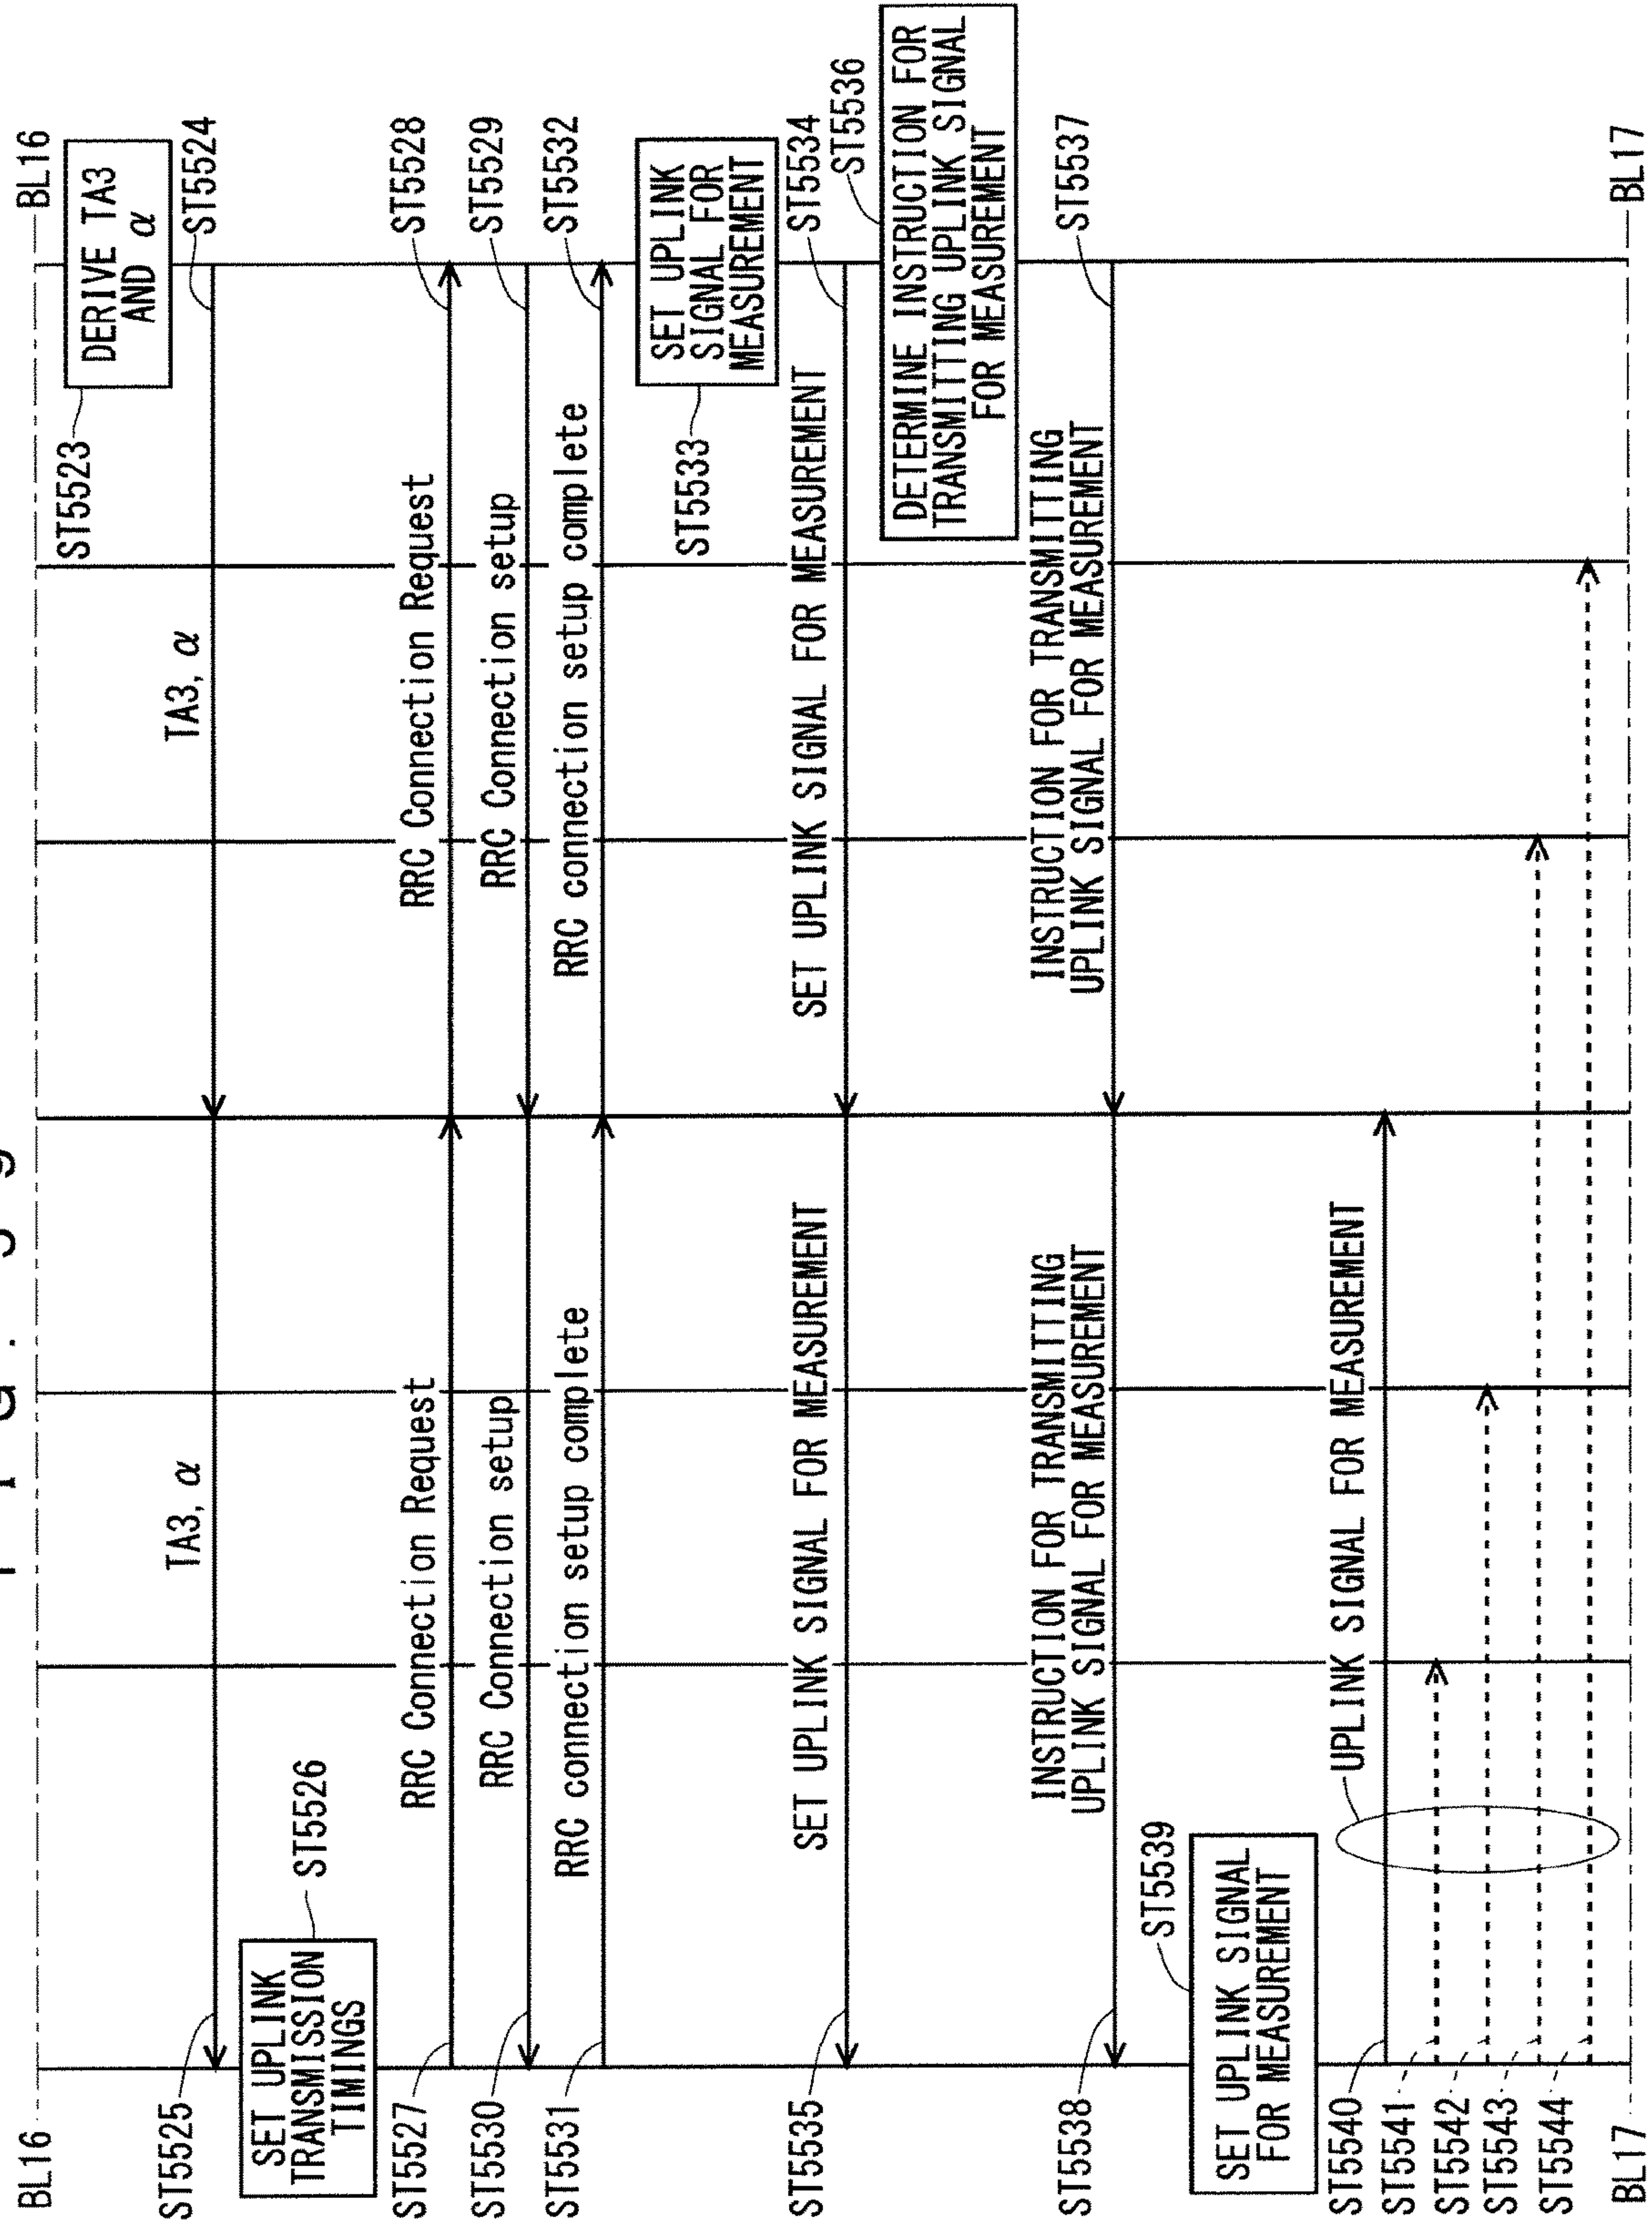 BL16
BL16
ST5523
DERIVE TA3
AND α
ST5524
TA3, α
TA3, α
ST5525
SET UPLINK
TRANSMISSION
TIMINGS
ST5526
RRC Connection Request
RRC Connection Request
ST5527
ST5528
RRC Connection setup
RRC Connection setup
ST5529
ST5530
RRC connection setup complete
RRC connection setup complete
ST5531
ST5532
ST5533
SET UPLINK
SIGNAL FOR
MEASUREMENT
SET UPLINK SIGNAL FOR MEASUREMENT
SET UPLINK SIGNAL FOR MEASUREMENT
ST5534
ST5535
ST5536
DETERMINE INSTRUCTION FOR
TRANSMITTING UPLINK SIGNAL
FOR MEASUREMENT
INSTRUCTION FOR TRANSMITTING
UPLINK SIGNAL FOR MEASUREMENT
INSTRUCTION FOR TRANSMITTING
UPLINK SIGNAL FOR MEASUREMENT
ST5537
ST5538
ST5539
SET UPLINK SIGNAL
FOR MEASUREMENT
UPLINK SIGNAL FOR MEASUREMENT
ST5540
ST5541
ST5542
ST5543
ST5544
BL17
BL17